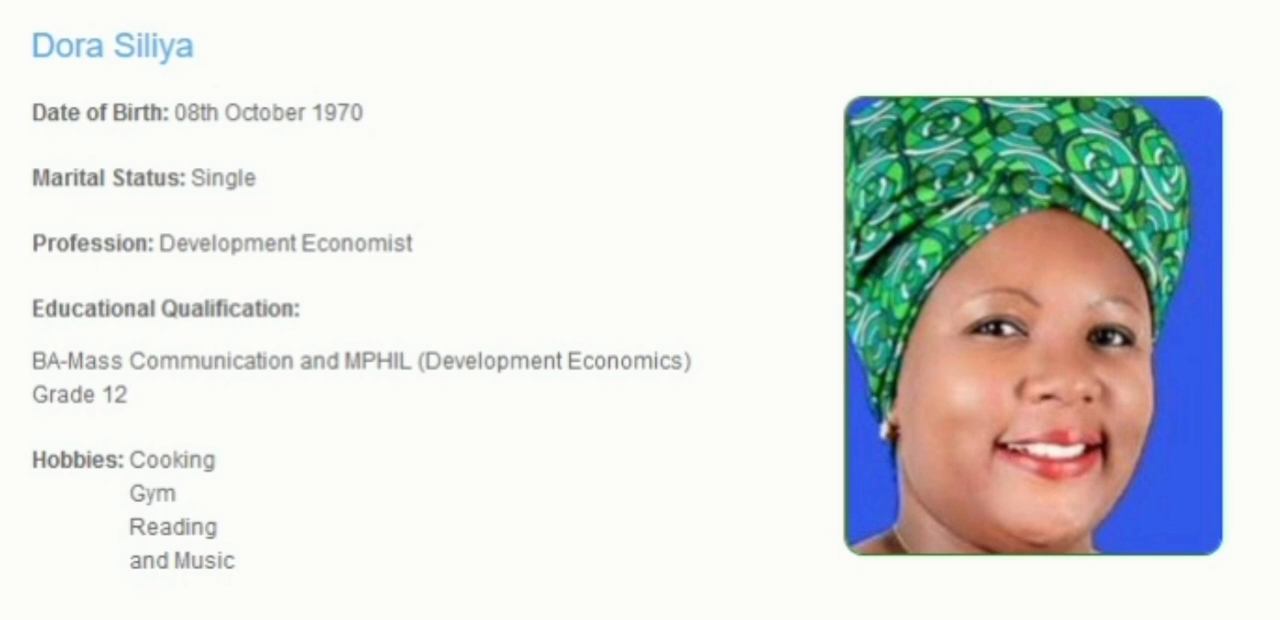 Dora Siliya
Date of Birth: 08th October 1970
Marital Status: Single
Profession: Development Economist
Educational Qualification:
BA-Mass Communication and MPHIL (Development Economics)
Grade 12
Hobbies: Cooking
Gym
Reading
and Music